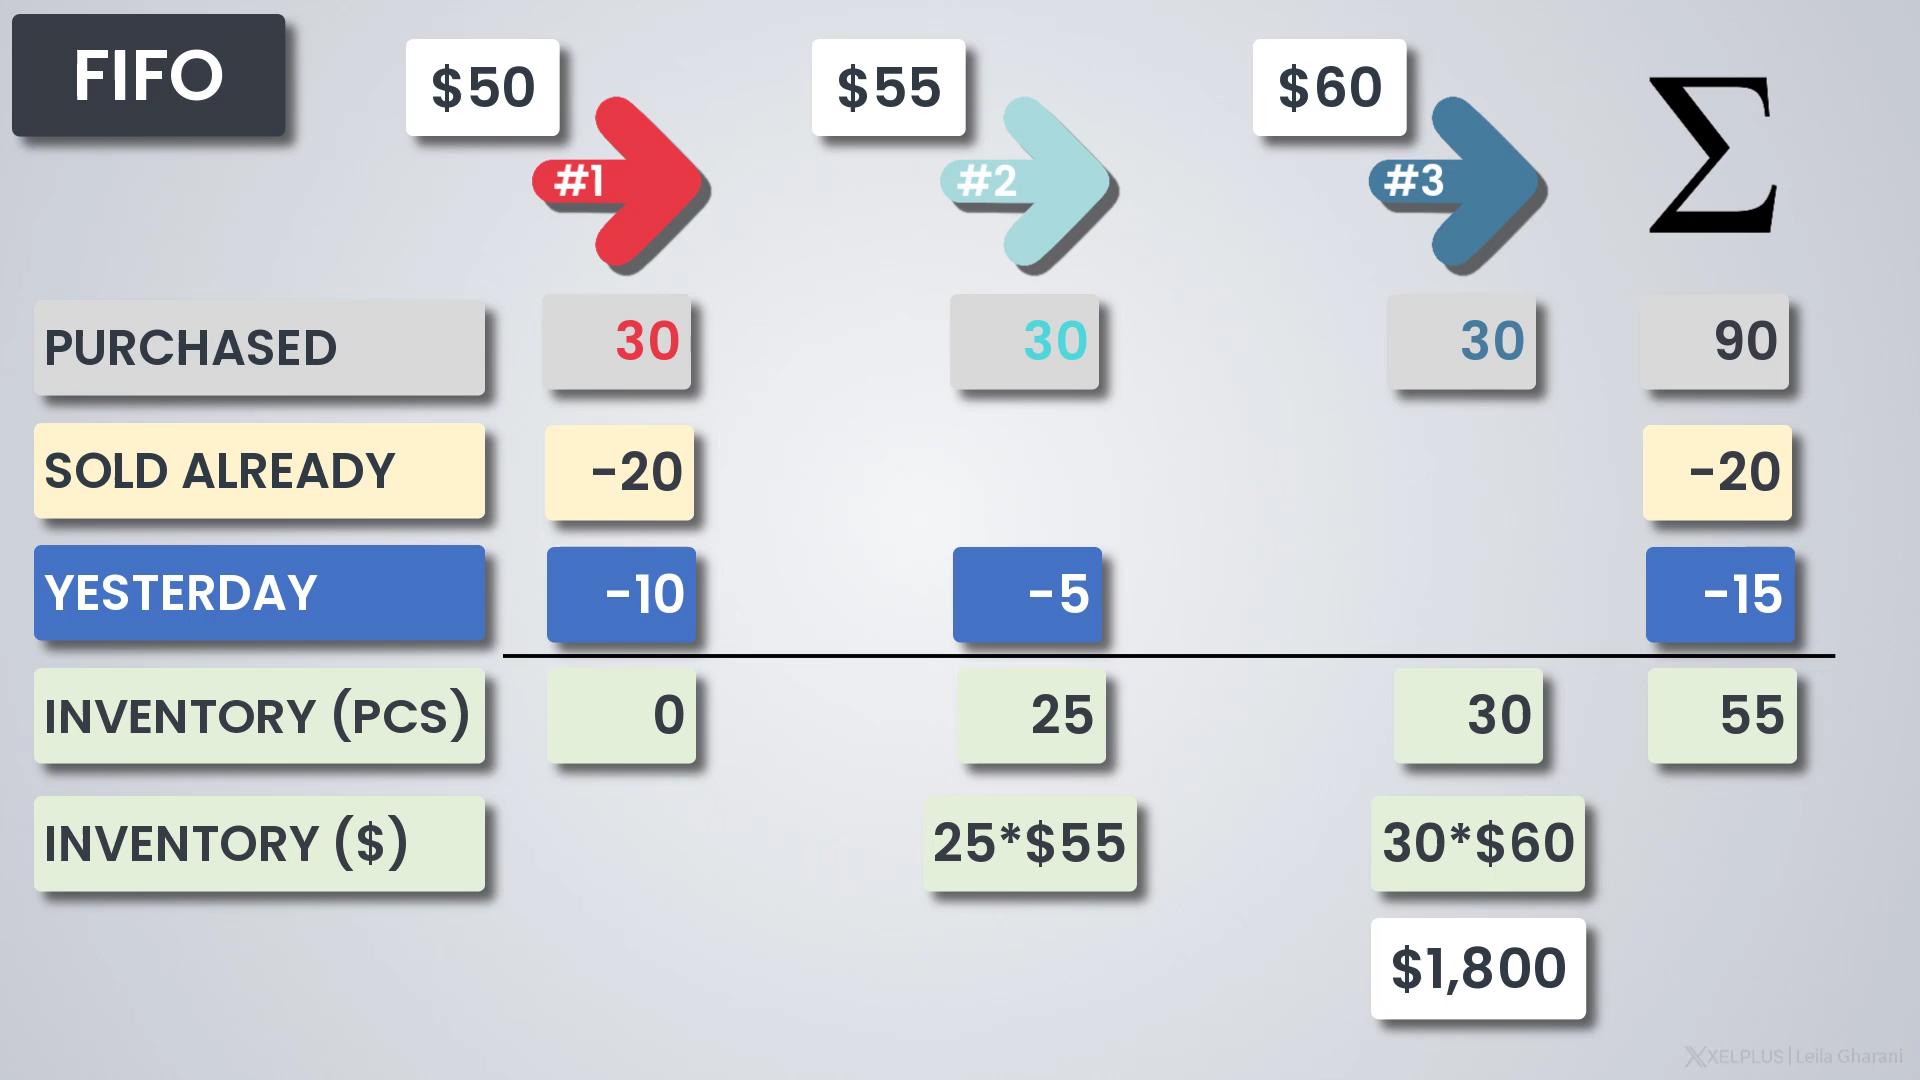 FIFO
$50
$55
$60
#1
#2
#3
Σ
PURCHASED
30
30
30
90
SOLD ALREADY
-20
-20
YESTERDAY
-10
-5
-15
INVENTORY (PCS)
0
25
30
55
INVENTORY ($)
25*$55
30*$60
$1,800
XELPLUS | Leila Gharani